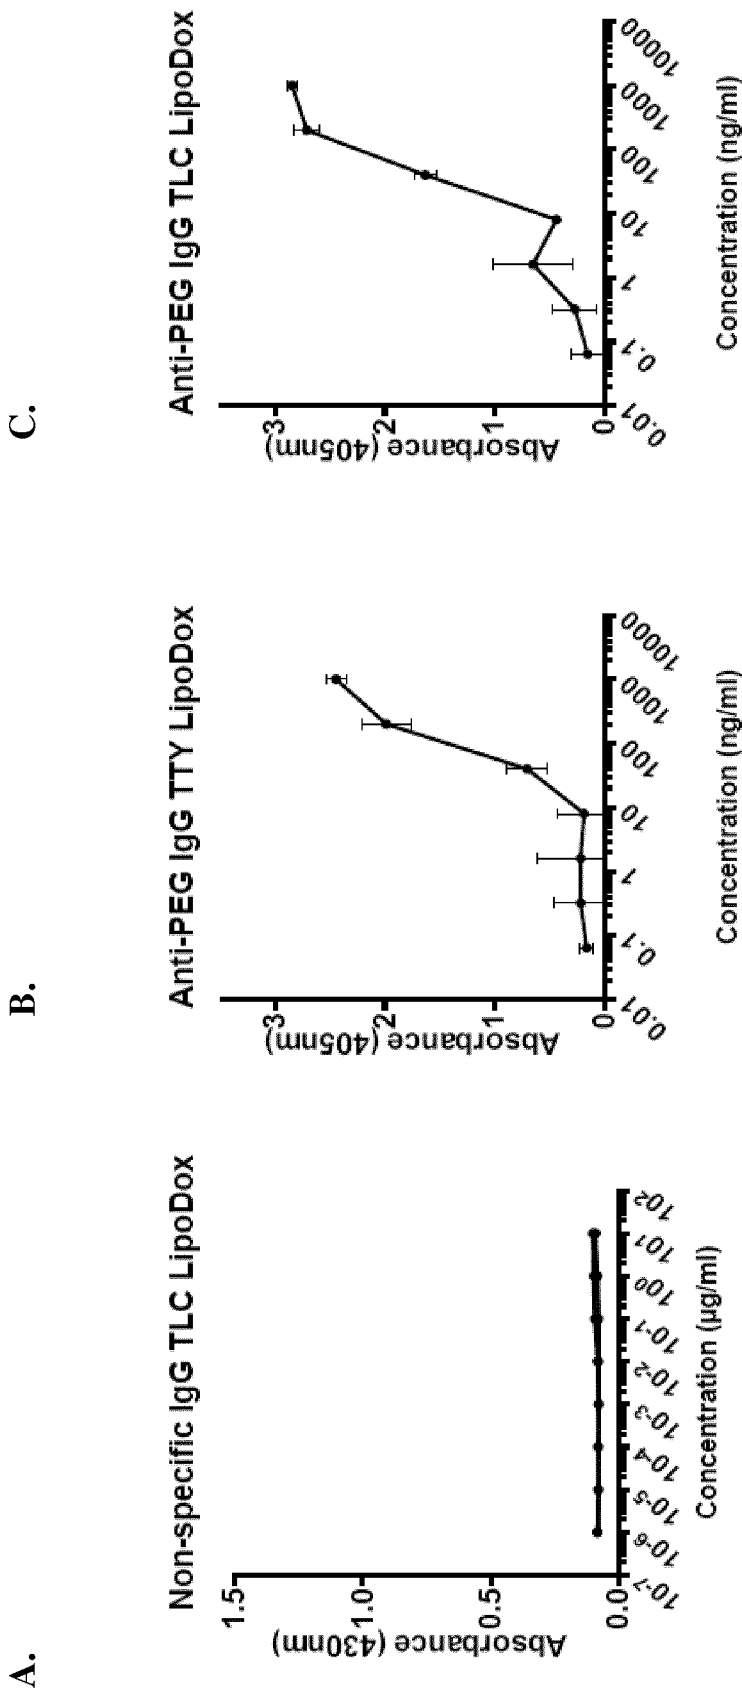 A.
Non-specific IgG TLC LipoDox
Absorbance (430nm)
1.5
1.0
0.5
0.0
10-7 10-6 10-5 10-4 10-3 10-2 10-1 100 101 102
Concentration (µg/ml)
B.
Anti-PEG IgG TTY LipoDox
Absorbance (405nm)
3
2
1
0
0.01 0.1 1 10 100 1000 10000
Concentration (ng/ml)
C.
Anti-PEG IgG TLC LipoDox
Absorbance (405nm)
3
2
1
0
0.01 0.1 1 10 100 1000 10000
Concentration (ng/ml)